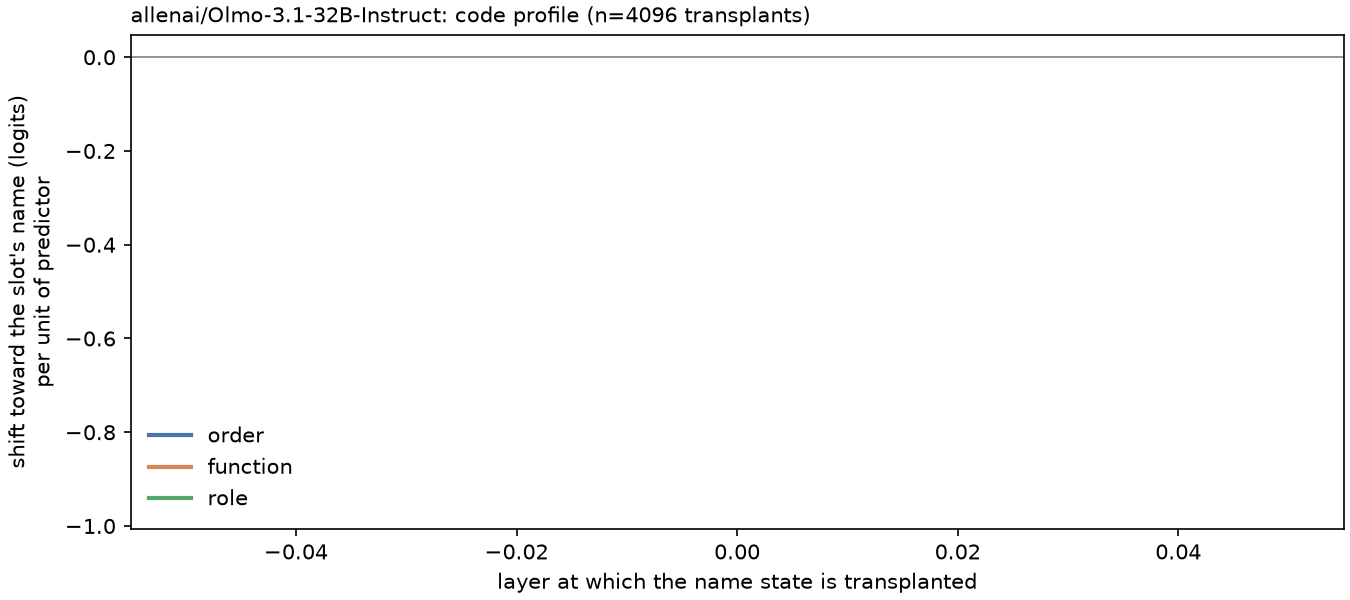 allenai/Olmo-3.1-32B-Instruct: code profile (n=4096 transplants)
shift toward the slot's name (logits)
per unit of predictor
0.0
−0.2
−0.4
−0.6
−0.8
−1.0
order
function
role
−0.04
−0.02
0.00
0.02
0.04
layer at which the name state is transplanted